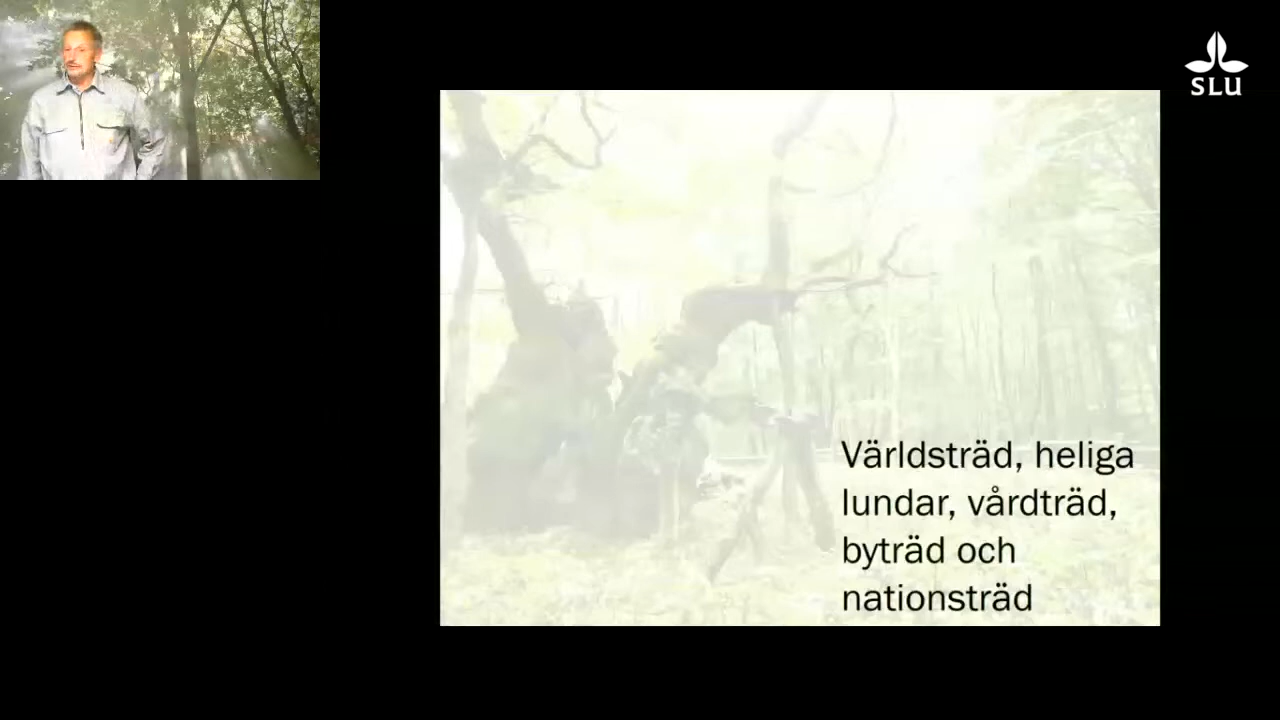 SLU
Världsträd, heliga
lundar, vårdträd,
byträd och
nationsträd